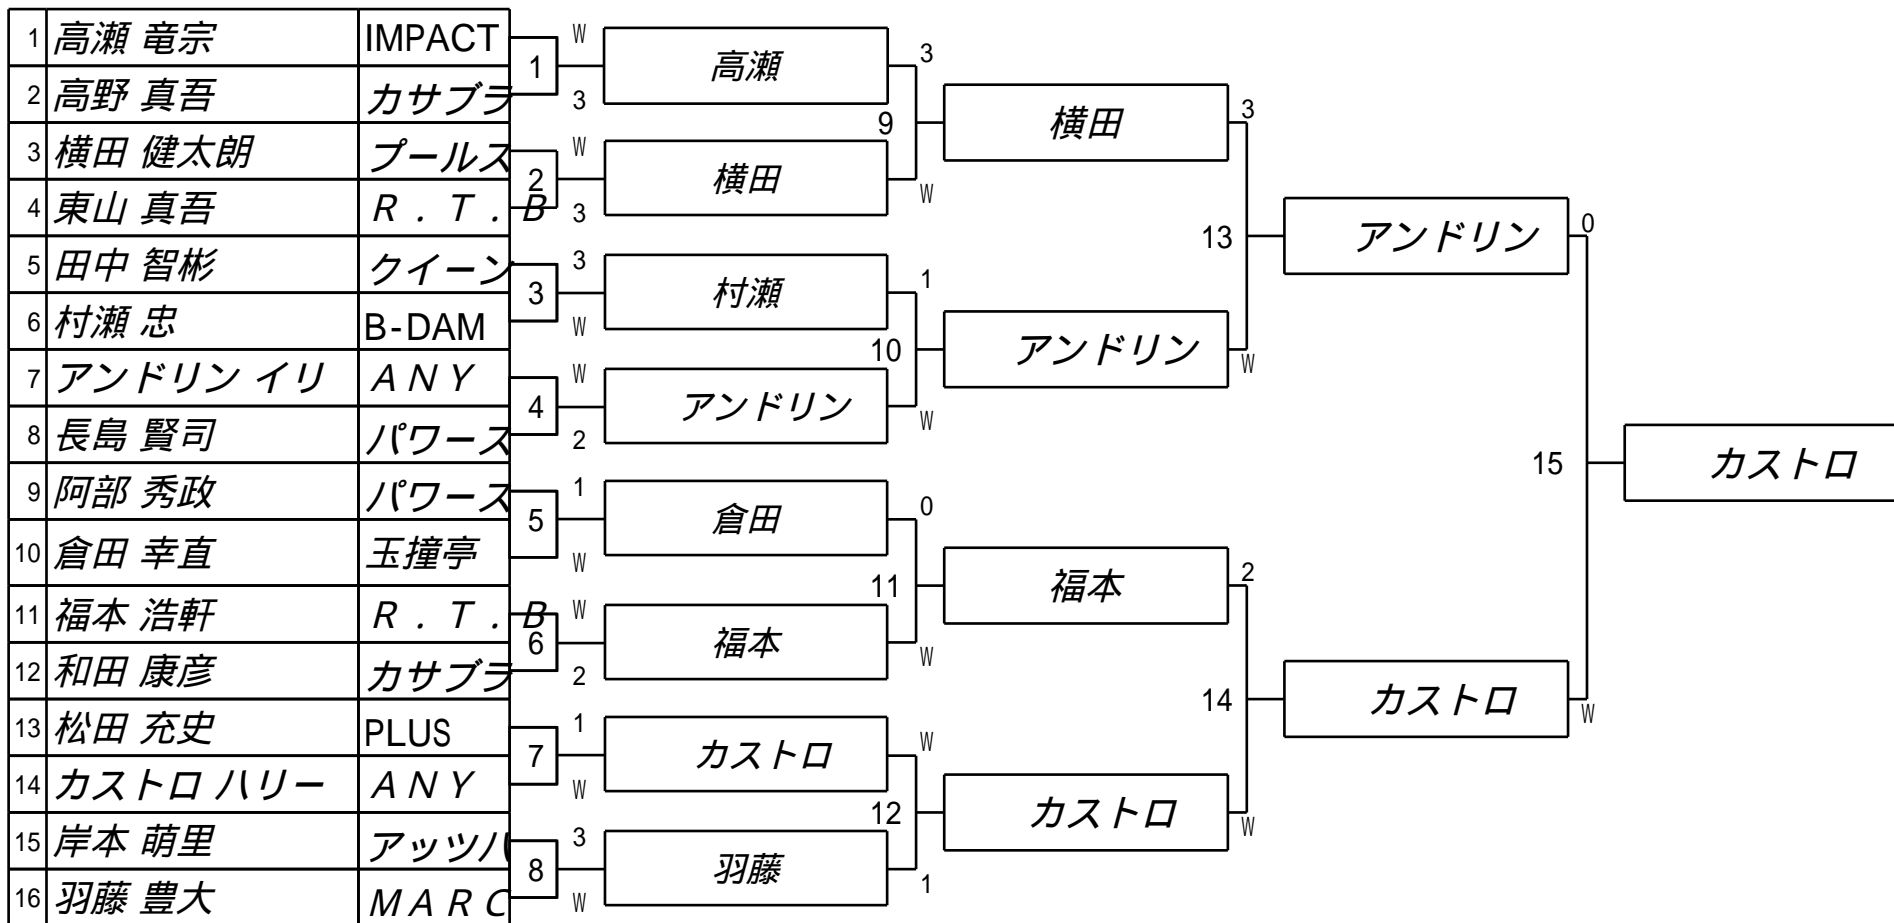 1 高瀬 竜宗 IMPACT
2 高野 真吾 カサブラ
3 横田 健太朗 プールス
4 東山 真吾 Ｒ．Ｔ．Ｂ
5 田中 智彬 クイーン
6 村瀬 忠 B-DAM
7 アンドリン イリ ＡＮＹ
8 長島 賢司 パワース
9 阿部 秀政 パワース
10 倉田 幸直 玉撞亭
11 福本 浩軒 Ｒ．Ｔ．Ｂ
12 和田 康彦 カサブラ
13 松田 充史 PLUS
14 カストロ ハリー ＡＮＹ
15 岸本 萌里 アッツハ
16 羽藤 豊大 ＭＡＲＣ
1 W 3
2 W 3
3 3 W
4 W 2
5 1 W
6 W 2
7 1 W
8 3 W
高瀬 3
9
横田 W
村瀬 1
10
アンドリン W
倉田 0
11
福本 W
カストロ W
12
羽藤 1
横田 3
13
アンドリン W
福本 2
14
カストロ W
アンドリン 0
15
カストロ W
カストロ